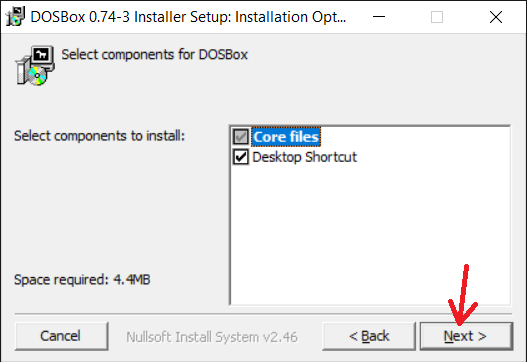 DOSBox 0.74-3 Installer Setup: Installation Opt...
Select components for DOSBox
Select components to install:
Core files
Desktop Shortcut
Space required: 4.4MB
Cancel
Nullsoft Install System v2.46
< Back
Next >